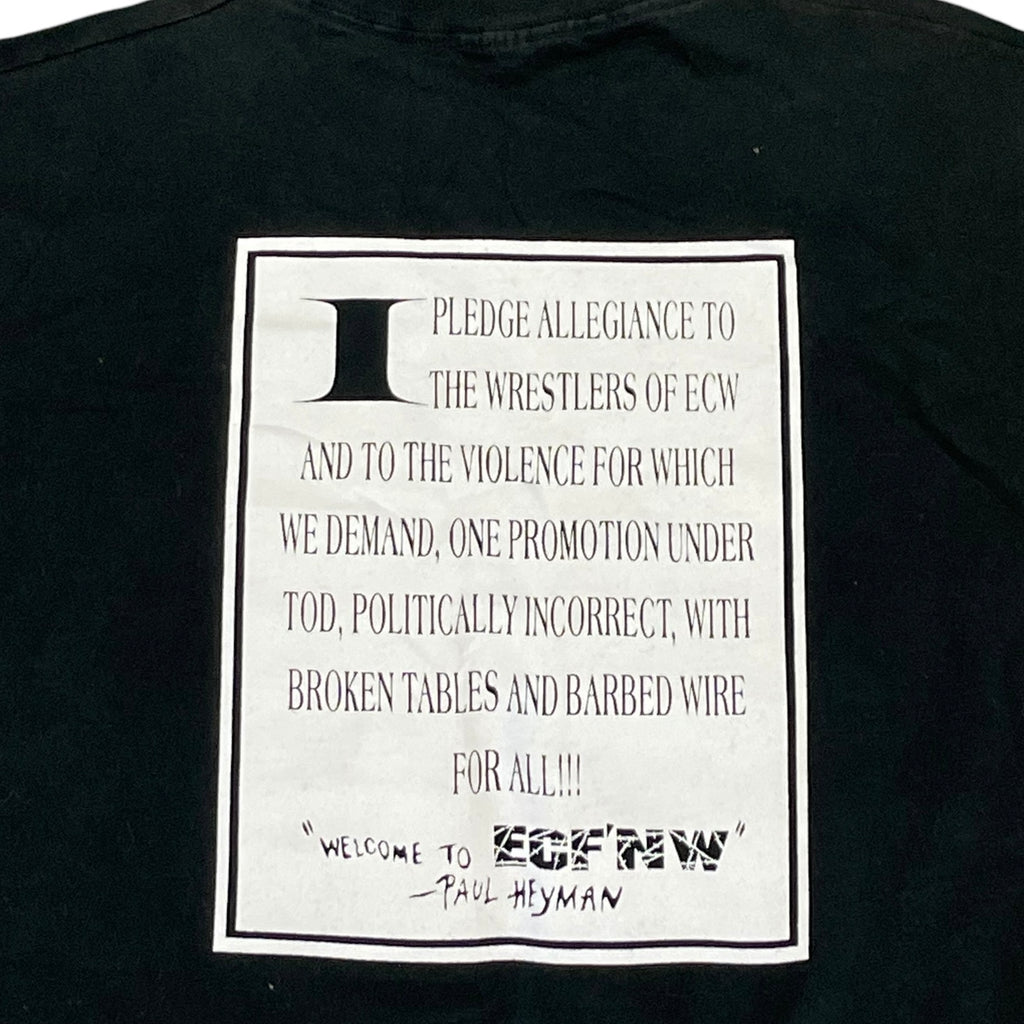 I PLEDGE ALLEGIANCE TO
THE WRESTLERS OF ECW
AND TO THE VIOLENCE FOR WHICH
WE DEMAND, ONE PROMOTION UNDER
TOD, POLITICALLY INCORRECT, WITH
BROKEN TABLES AND BARBED WIRE
FOR ALL!!!
"WELCOME TO ECF'NW"
—PAUL HEYMAN